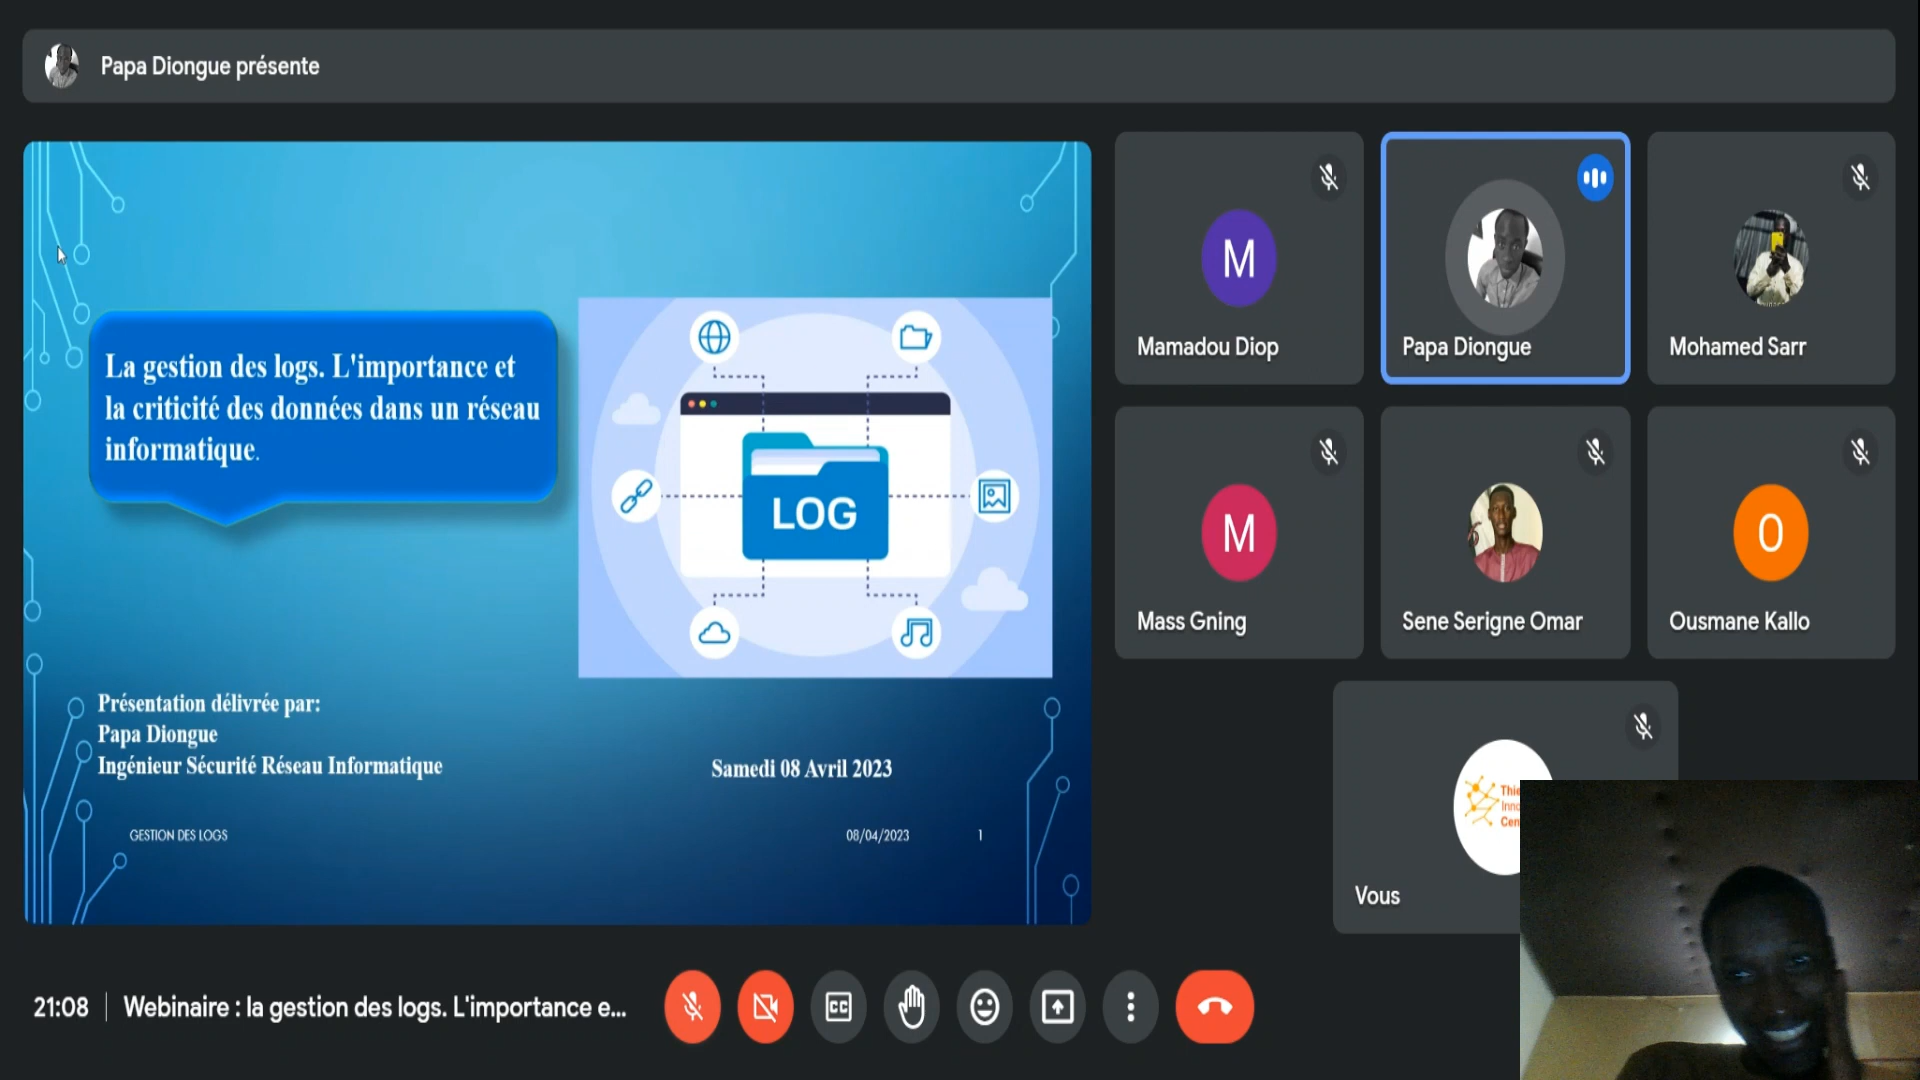 Papa Diongue présente
La gestion des logs. L'importance et
la criticité des données dans un réseau
informatique.
LOG
Présentation délivrée par:
Papa Diongue
Ingénieur Sécurité Réseau Informatique
Samedi 08 Avril 2023
GESTION DES LOGS
08/04/2023
1
M
Mamadou Diop
Papa Diongue
Mohamed Sarr
M
Mass Gning
Sene Serigne Omar
O
Ousmane Kallo
Vous
21:08
Webinaire : la gestion des logs. L'importance e...
CC